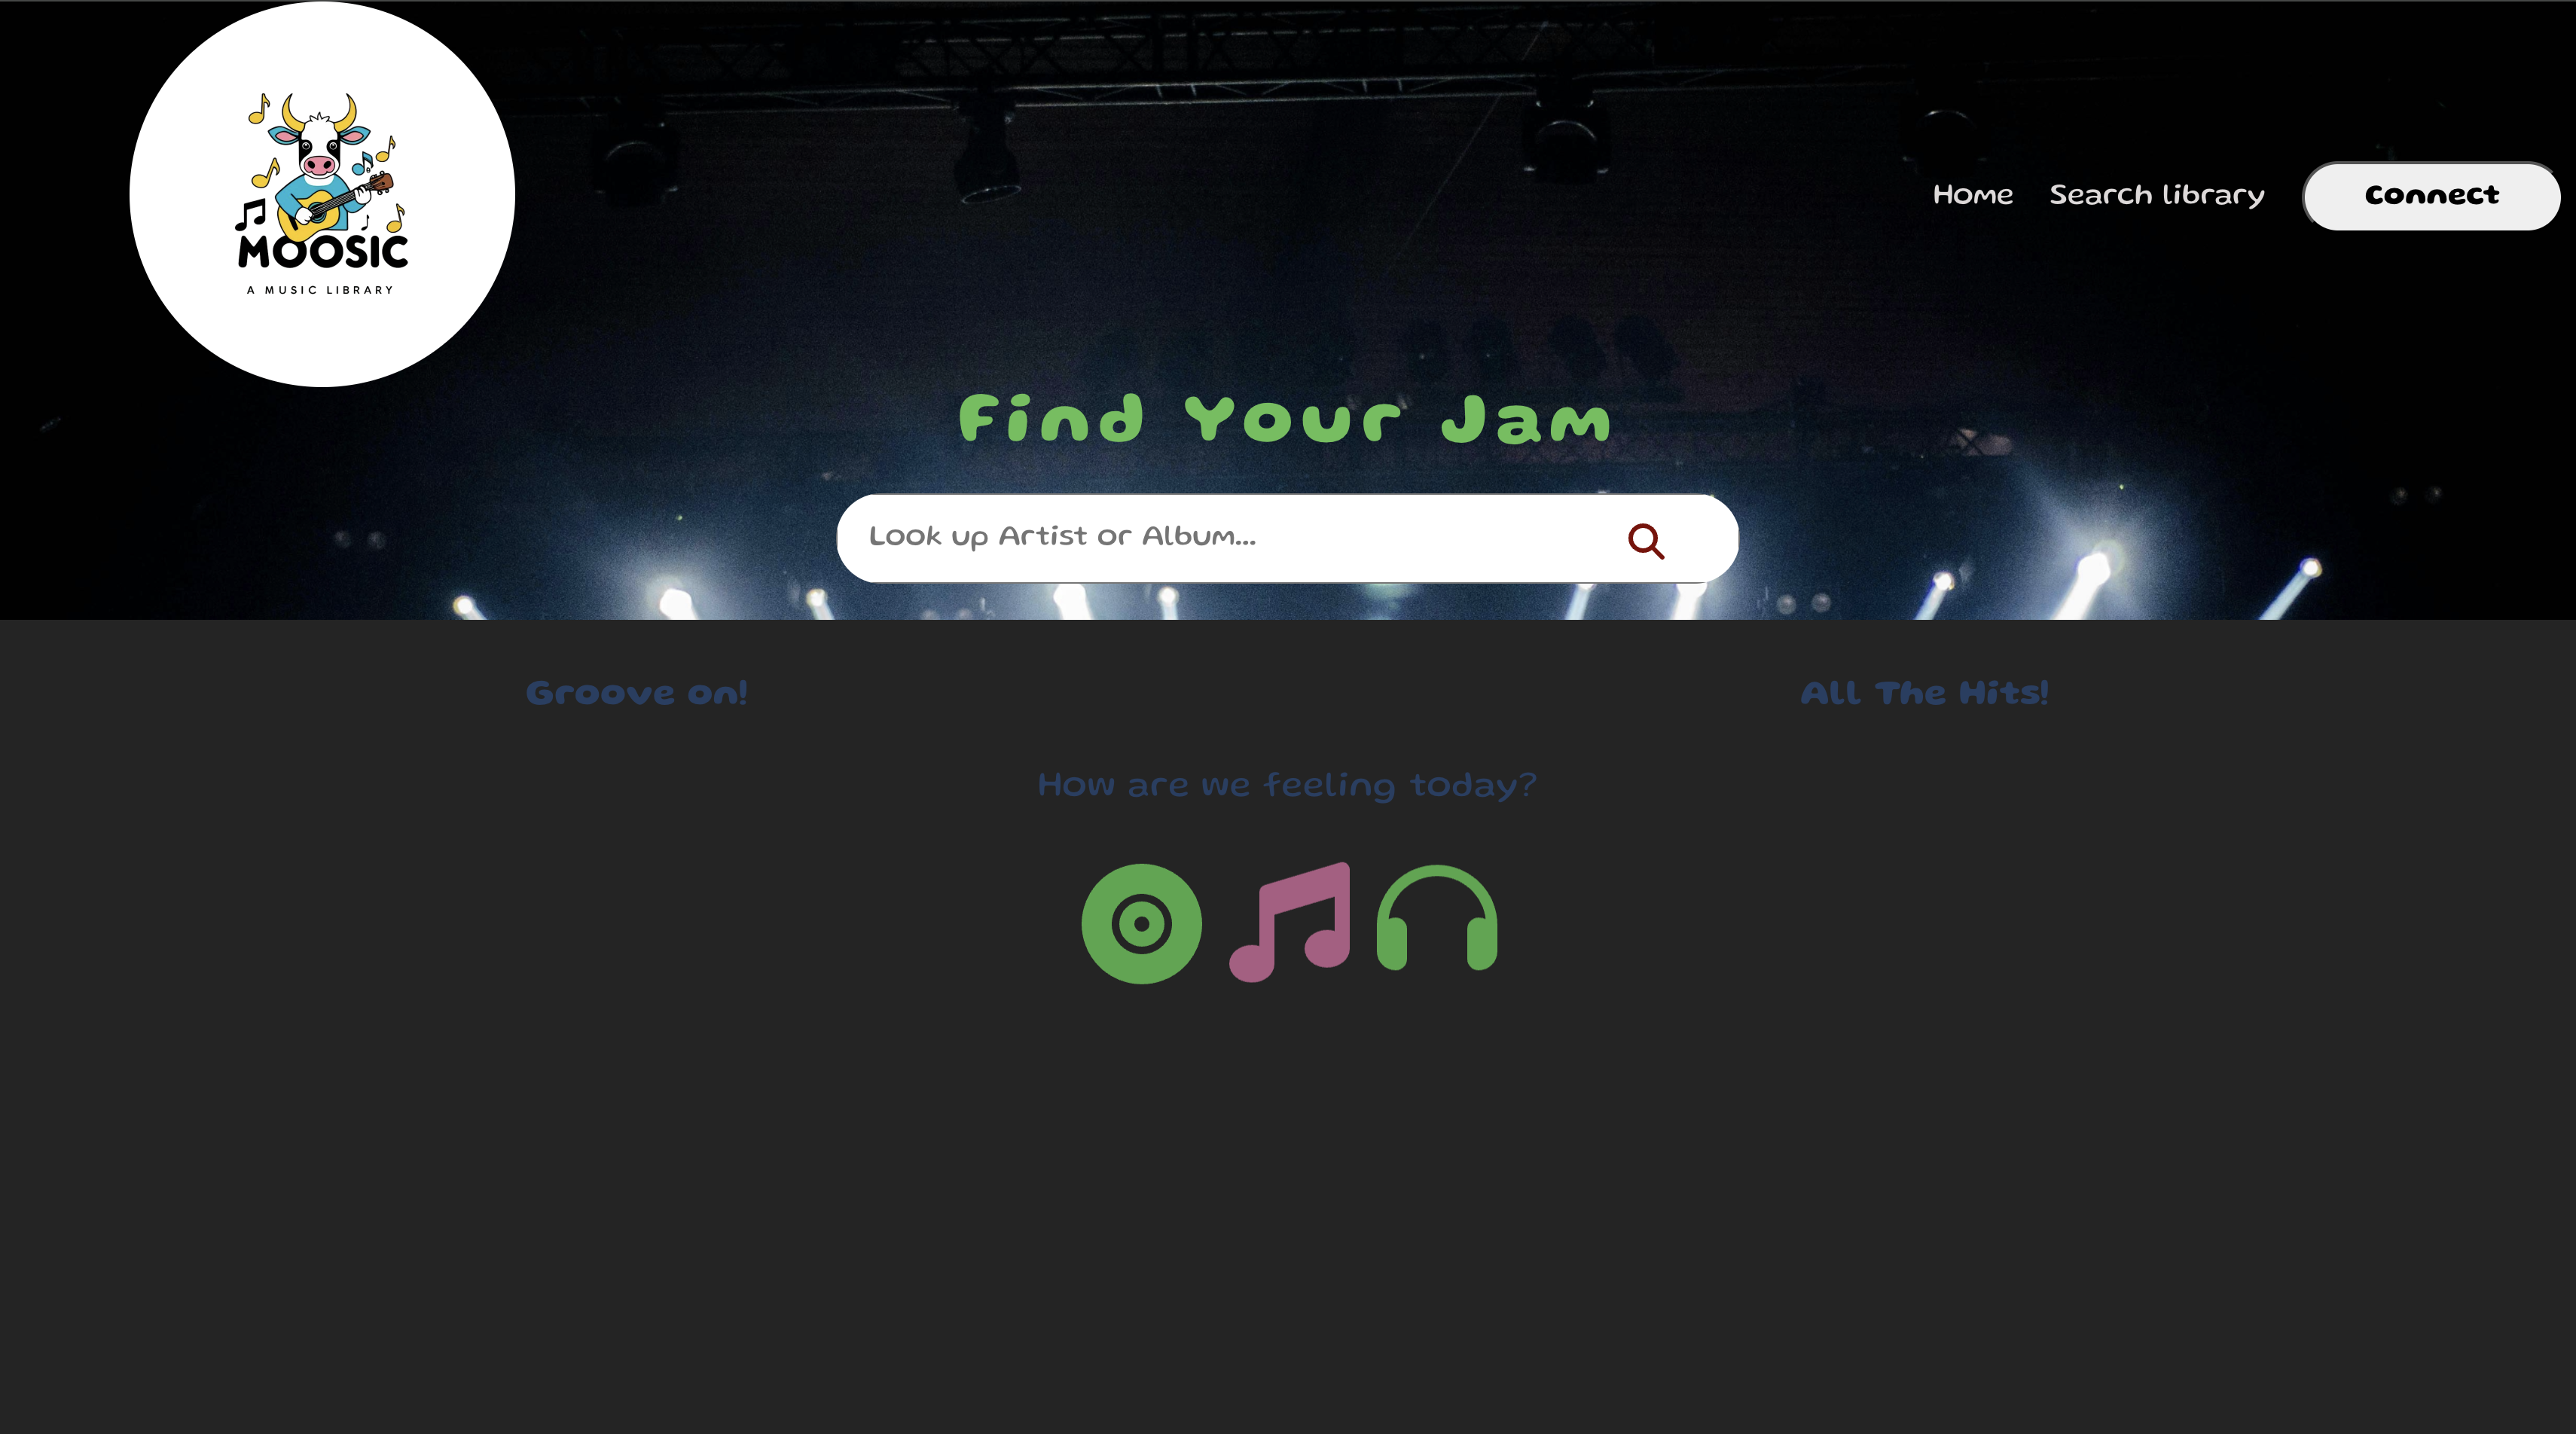 MOOSIC
A MUSIC LIBRARY
Home Search library Connect
Find Your Jam
Look up Artist or Album...
Groove on! All The Hits!
How are we feeling today?